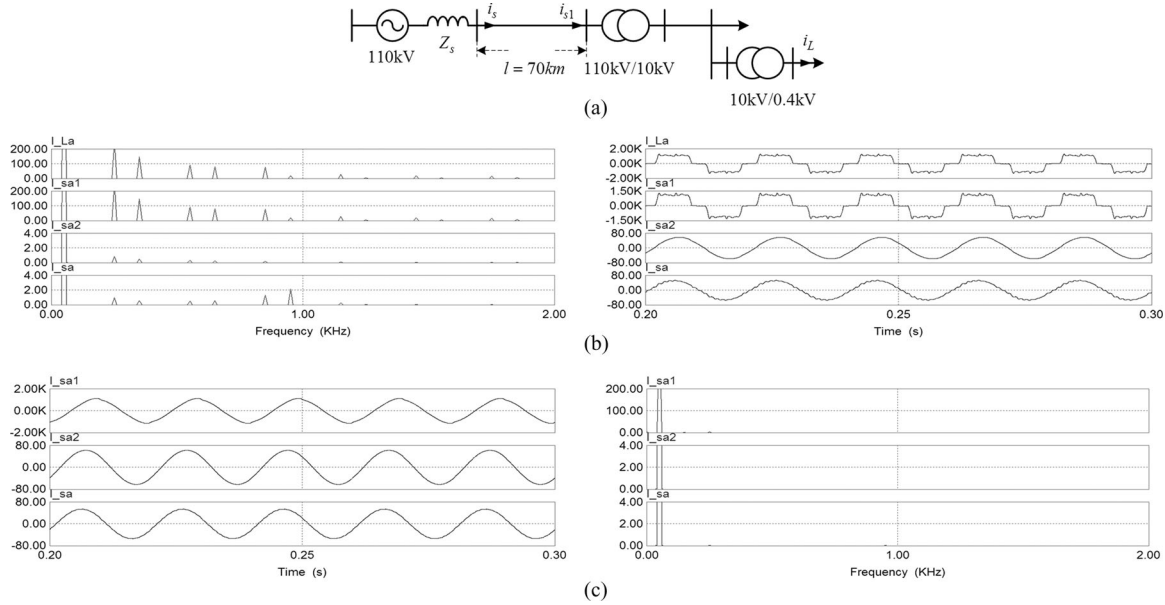 i_s i_s1
Z_s
110kV
l = 70km 110kV/10kV
i_L
10kV/0.4kV
(a)
I_La
200.00
100.00
0.00
I_sa1
200.00
100.00
0.00
I_sa2
4.00
2.00
0.00
I_sa
4.00
2.00
0.00
0.00 1.00 2.00
Frequency (KHz)
I_La
2.00K
0.00K
-2.00K
I_sa1
1.50K
0.00K
-1.50K
I_sa2
80.00
0.00
-80.00
I_sa
80.00
0.00
-80.00
0.20 0.25 0.30
Time (s)
(b)
I_sa1
2.00K
0.00K
-2.00K
I_sa2
80.00
0.00
-80.00
I_sa
80.00
0.00
-80.00
0.20 0.25 0.30
Time (s)
I_sa1
200.00
100.00
0.00
I_sa2
4.00
2.00
0.00
I_sa
4.00
2.00
0.00
0.00 1.00 2.00
Frequency (KHz)
(c)